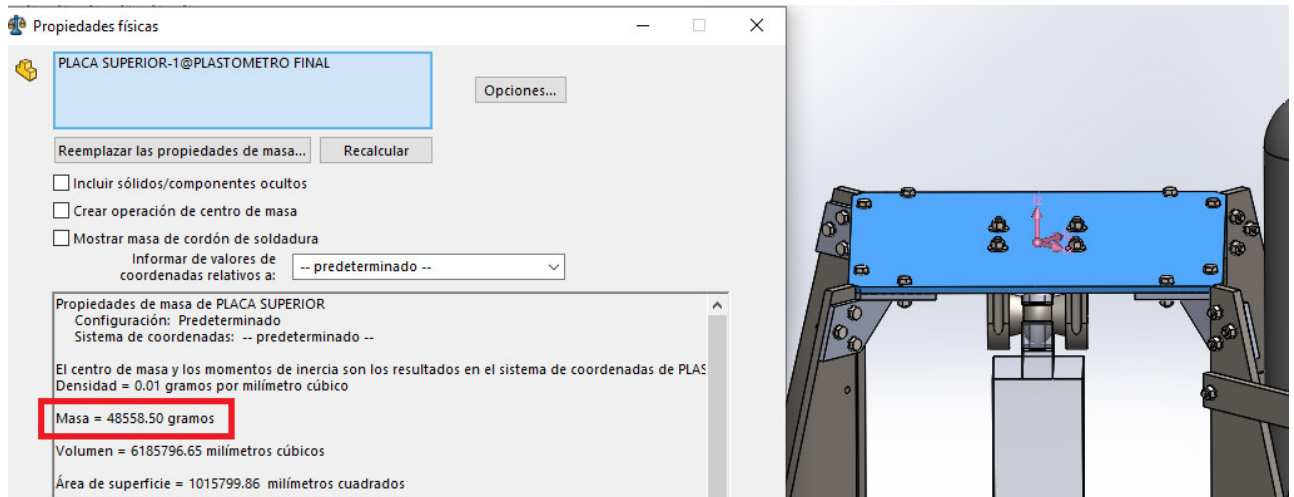 Propiedades físicas
PLACA SUPERIOR-1@PLASTOMETRO FINAL
Opciones...
Reemplazar las propiedades de masa...
Recalcular
Incluir sólidos/componentes ocultos
Crear operación de centro de masa
Mostrar masa de cordón de soldadura
Informar de valores de
coordenadas relativos a:
-- predeterminado --
Propiedades de masa de PLACA SUPERIOR
Configuración: Predeterminado
Sistema de coordenadas: -- predeterminado --
El centro de masa y los momentos de inercia son los resultados en el sistema de coordenadas de PLAS
Densidad = 0.01 gramos por milímetro cúbico
Masa = 48558.50 gramos
Volumen = 6185796.65 milímetros cúbicos
Área de superficie = 1015799.86 milímetros cuadrados